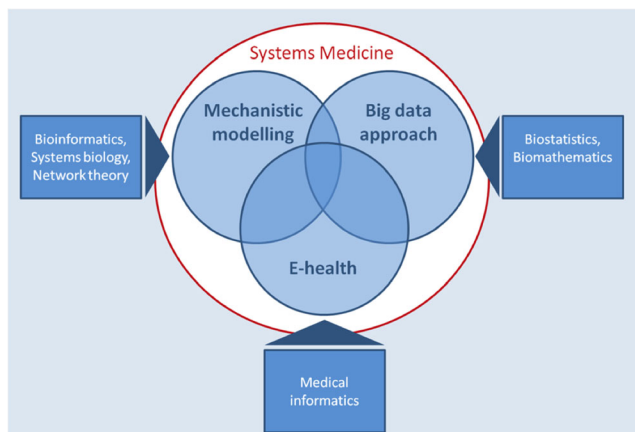 Systems Medicine
Mechanistic
modelling
Big data
approach
Bioinformatics,
Systems biology,
Network theory
Biostatistics,
Biomathematics
E-health
Medical
informatics